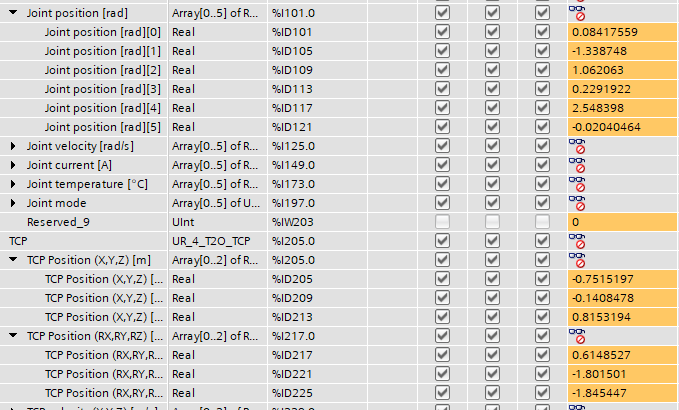 Joint position [rad] Array[0..5] of R... %I101.0
Joint position [rad][0] Real %ID101 0.08417559
Joint position [rad][1] Real %ID105 -1.338748
Joint position [rad][2] Real %ID109 1.062063
Joint position [rad][3] Real %ID113 0.2291922
Joint position [rad][4] Real %ID117 2.548398
Joint position [rad][5] Real %ID121 -0.02040464
Joint velocity [rad/s] Array[0..5] of R... %I125.0
Joint current [A] Array[0..5] of R... %I149.0
Joint temperature [°C] Array[0..5] of R... %I173.0
Joint mode Array[0..5] of U... %I197.0
Reserved_9 UInt %IW203 0
TCP UR_4_T2O_TCP %I205.0
TCP Position (X,Y,Z) [m] Array[0..2] of R... %I205.0
TCP Position (X,Y,Z) [... Real %ID205 -0.7515197
TCP Position (X,Y,Z) [... Real %ID209 -0.1408478
TCP Position (X,Y,Z) [... Real %ID213 0.8153194
TCP Position (RX,RY,RZ) [... Array[0..2] of R... %I217.0
TCP Position (RX,RY,R... Real %ID217 0.6148527
TCP Position (RX,RY,R... Real %ID221 -1.801501
TCP Position (RX,RY,R... Real %ID225 -1.845447